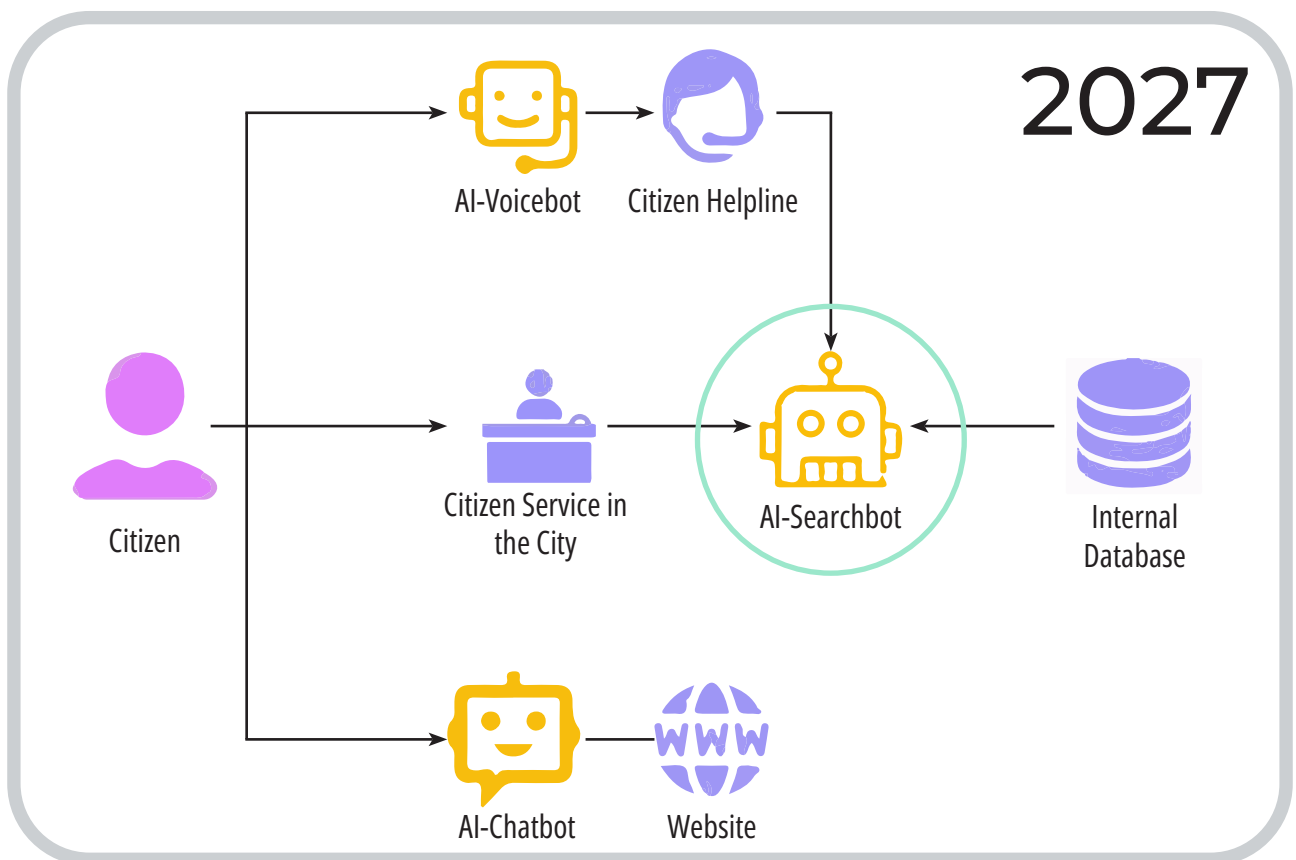 2027
AI-Voicebot
Citizen Helpline
Citizen
Citizen Service in
the City
AI-Searchbot
Internal
Database
WWW
AI-Chatbot
Website